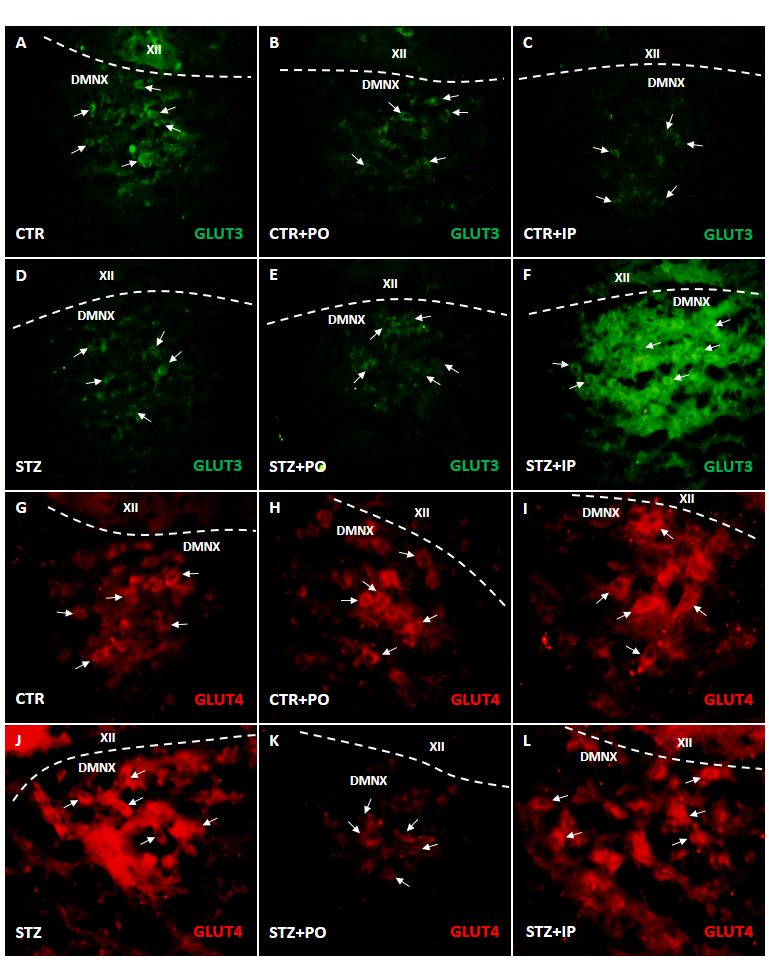 A
XII
DMNX
CTR
GLUT3
B
XII
DMNX
CTR+PO
GLUT3
C
XII
DMNX
CTR+IP
GLUT3
D
XII
DMNX
STZ
GLUT3
E
XII
DMNX
STZ+PO
GLUT3
F
XII
DMNX
STZ+IP
GLUT3
G
XII
DMNX
CTR
GLUT4
H
XII
DMNX
CTR+PO
GLUT4
I
XII
DMNX
GLUT4
J
XII
DMNX
STZ
GLUT4
K
XII
DMNX
STZ+PO
GLUT4
L
XII
DMNX
STZ+IP
GLUT4